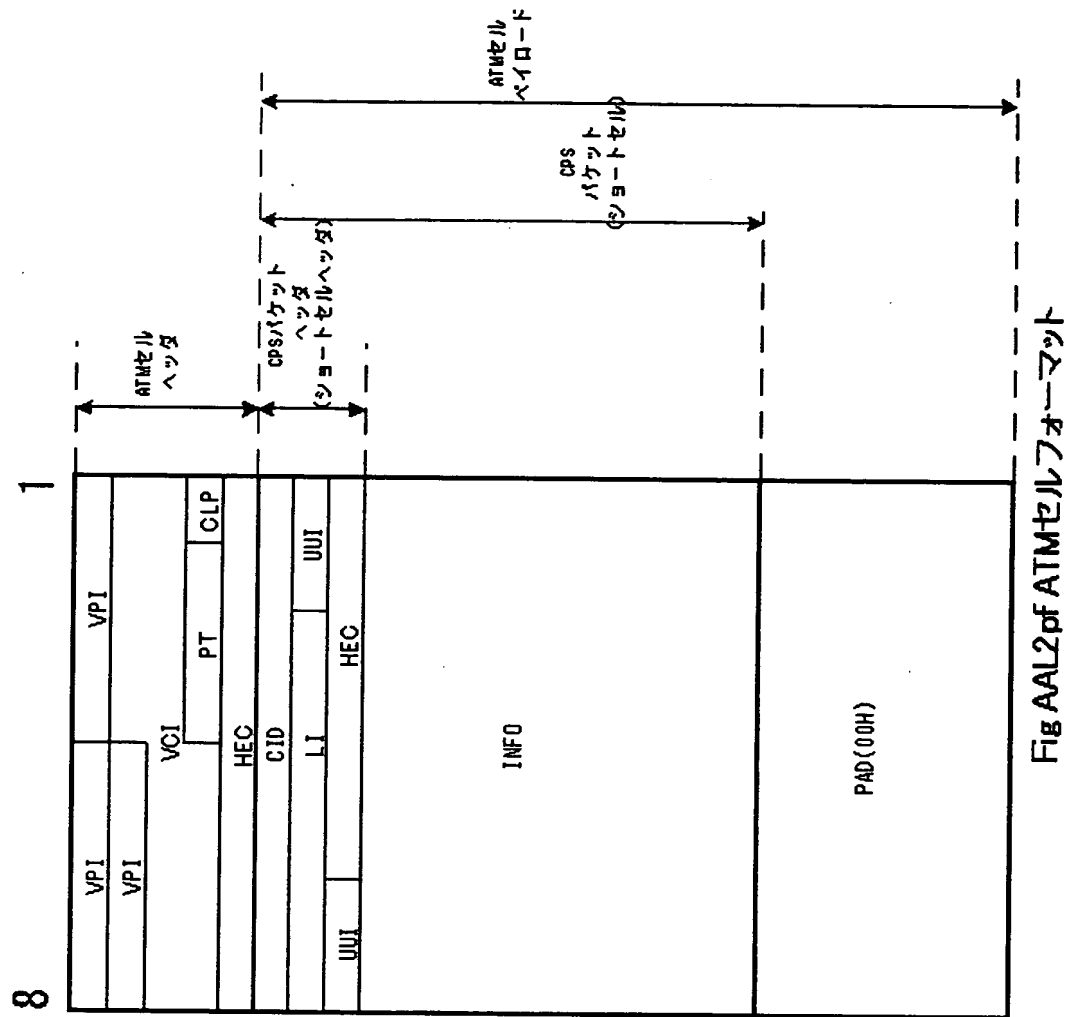 8
1
VPI
VPI
VPI
VCI
PT
CLP
HEC
CID
LI
UUI
UUI
HEC
INFO
PAD(00H)
ATMセル
ヘッダ
CPSパケット
ヘッダ
(ショートセルヘッダ)
CPS
パケット
(ショートセル)
ATMセル
ペイロード
Fig AAL2pf ATMセルフォーマット